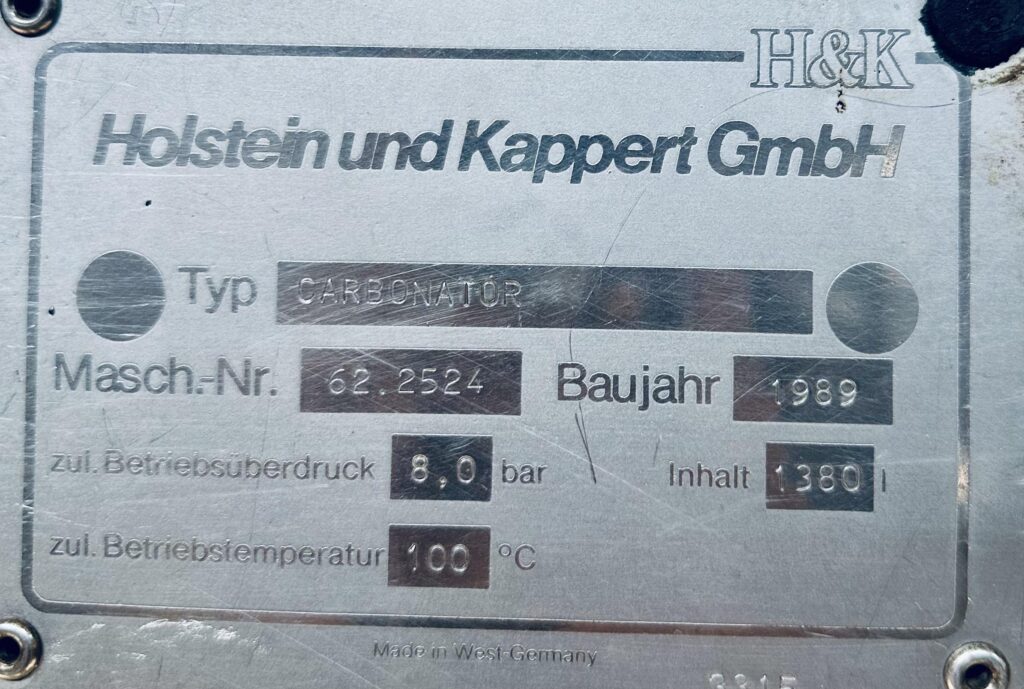 H&K
Holstein und Kappert GmbH
Typ CARBONATOR
Masch.-Nr. 62.2524 Baujahr 1989
zul. Betriebsüberdruck 8,0 bar Inhalt 1380 l
zul. Betriebstemperatur 100 °C
Made in West-Germany